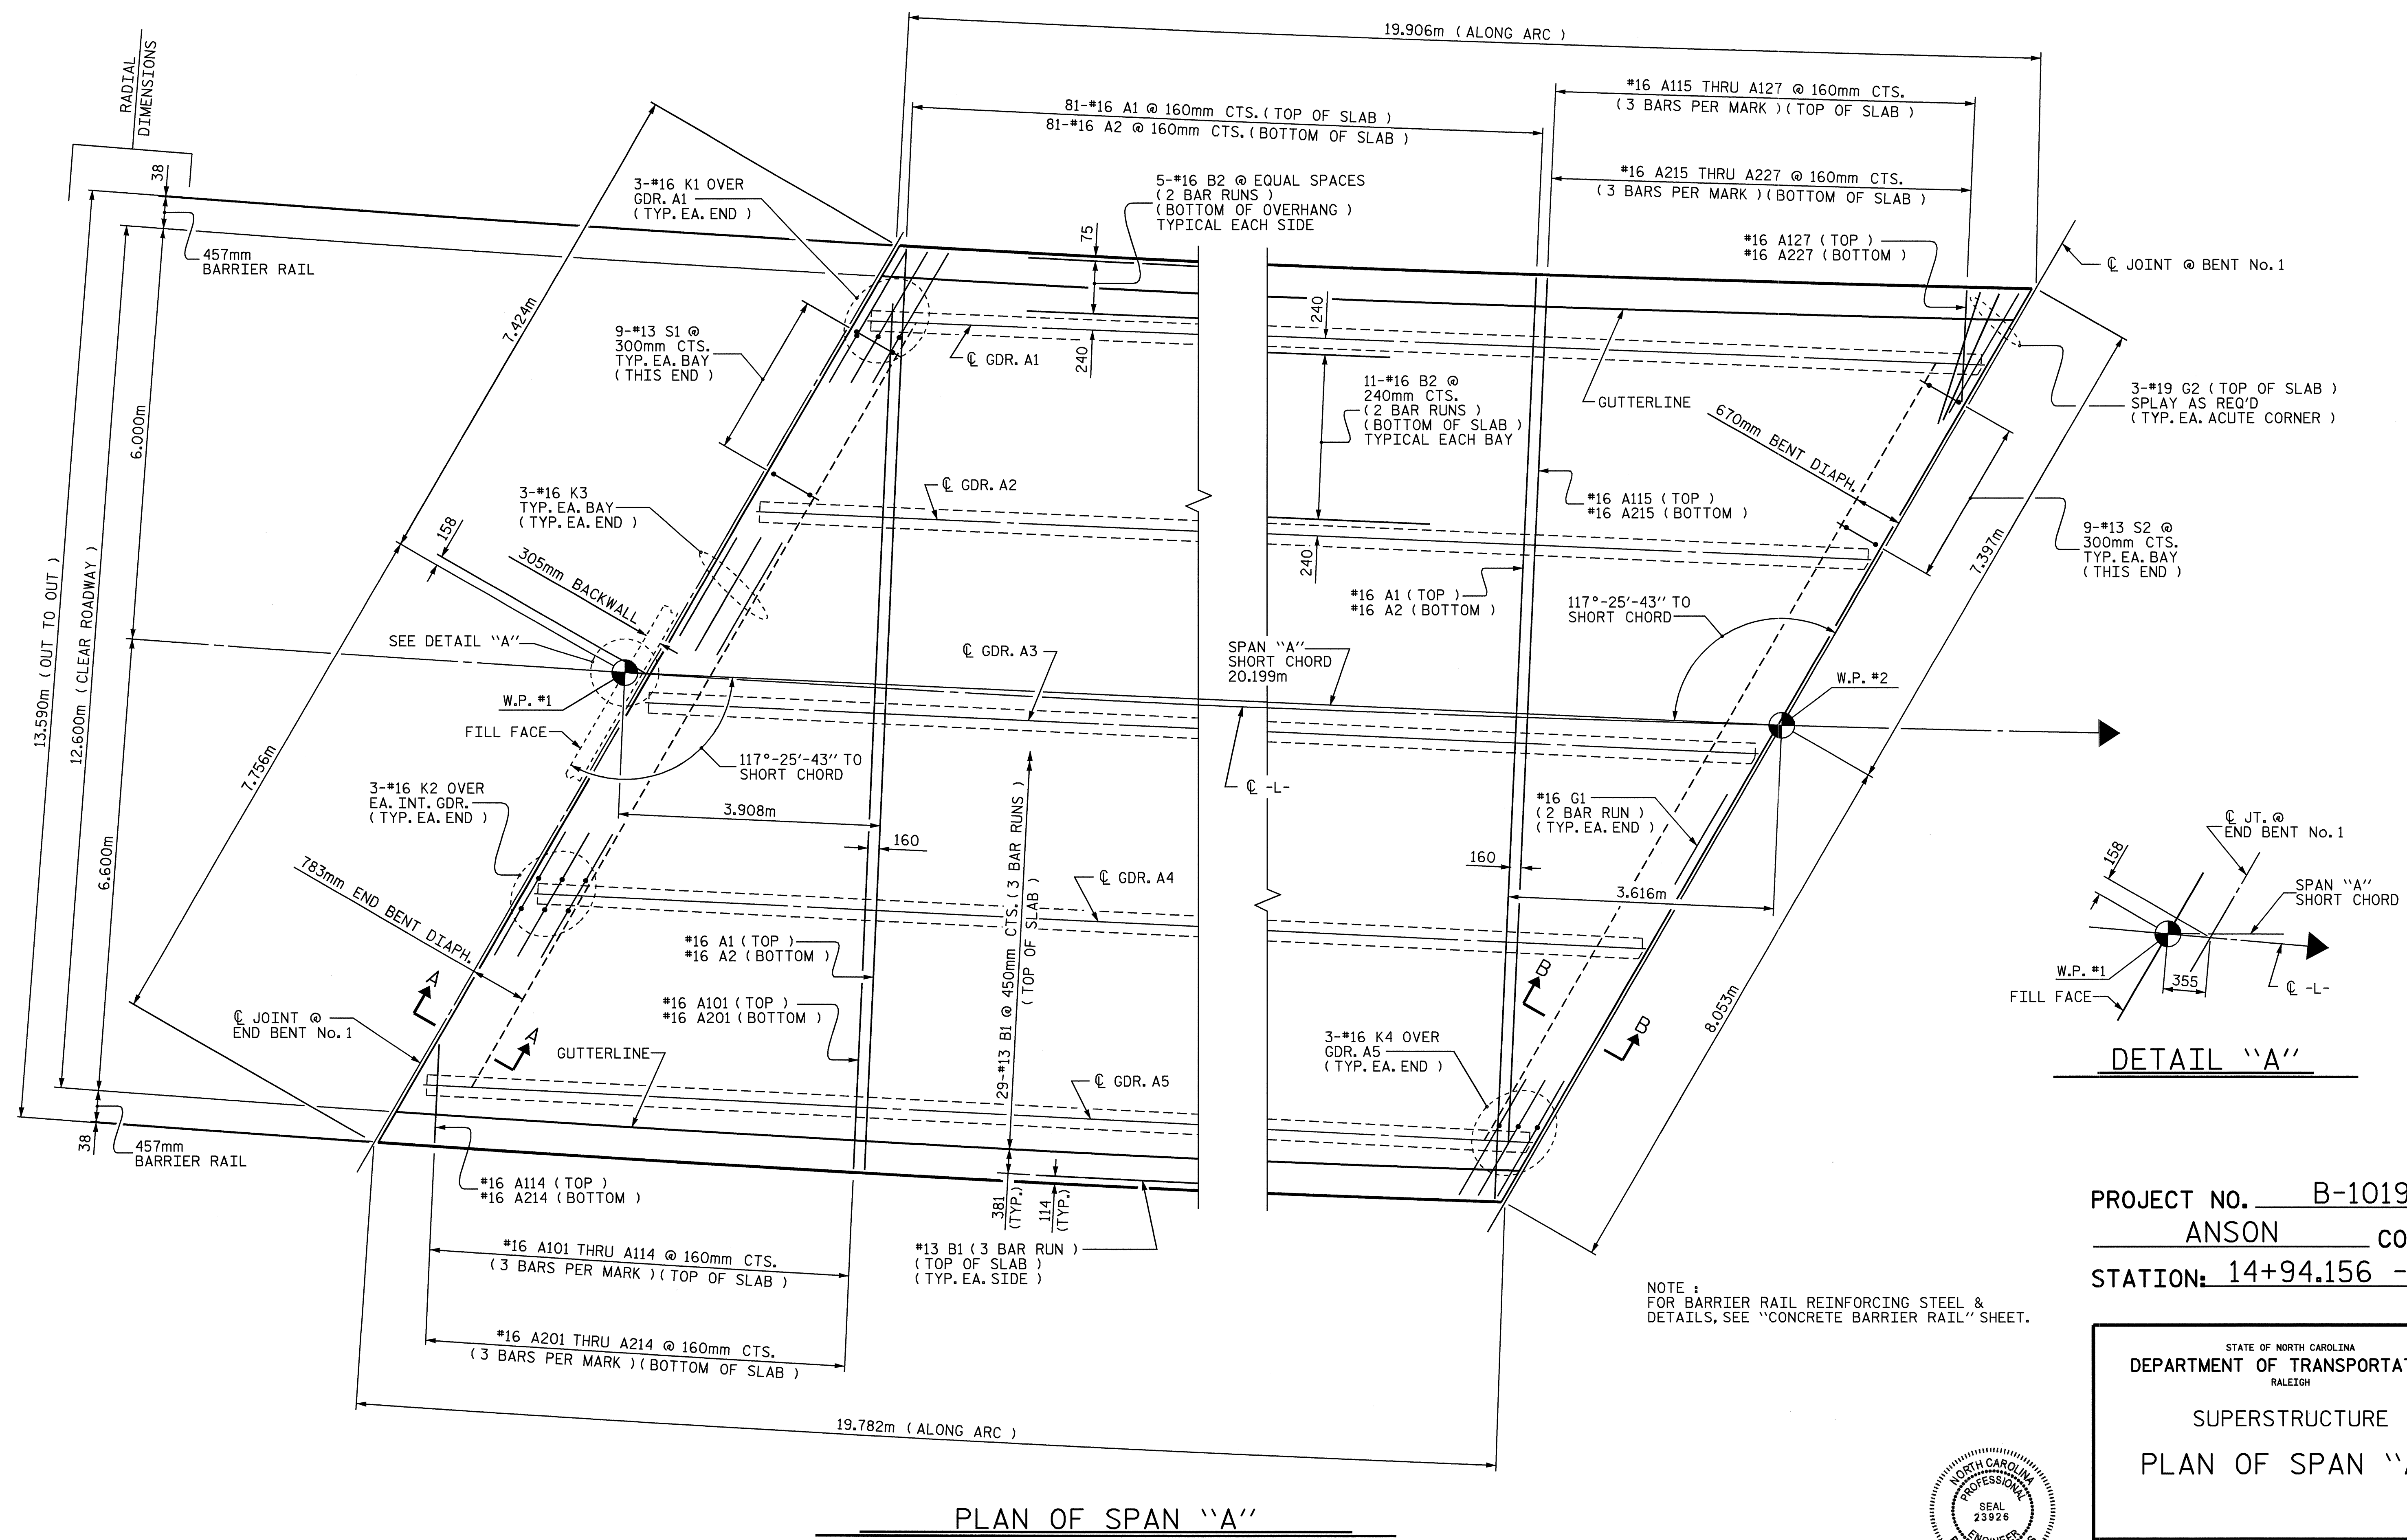 19.906m ( ALONG ARC )
RADIAL
DIMENSIONS
#16 A115 THRU A127 @ 160mm CTS.
( 3 BARS PER MARK )( TOP OF SLAB )
81-#16 A1 @ 160mm CTS. ( TOP OF SLAB )
81-#16 A2 @ 160mm CTS. ( BOTTOM OF SLAB )
#16 A215 THRU A227 @ 160mm CTS.
( 3 BARS PER MARK )( BOTTOM OF SLAB )
38
3-#16 K1 OVER
GDR. A1
( TYP. EA. END )
5-#16 B2 @ EQUAL SPACES
( 2 BAR RUNS )
( BOTTOM OF OVERHANG )
TYPICAL EACH SIDE
75
#16 A127 ( TOP )
#16 A227 ( BOTTOM )
℄ JOINT @ BENT No. 1
457mm
BARRIER RAIL
7.424m
9-#13 S1 @
300mm CTS.
TYP. EA. BAY
( THIS END )
℄ GDR. A1
240
240
11-#16 B2 @
240mm CTS.
( 2 BAR RUNS )
( BOTTOM OF SLAB )
TYPICAL EACH BAY
GUTTERLINE
670mm BENT DIAPH.
3-#19 G2 ( TOP OF SLAB )
SPLAY AS REQ'D
( TYP. EA. ACUTE CORNER )
6.000m
3-#16 K3
TYP. EA. BAY
( TYP. EA. END )
℄ GDR. A2
#16 A115 ( TOP )
#16 A215 ( BOTTOM )
9-#13 S2 @
300mm CTS.
TYP. EA. BAY
( THIS END )
158
305mm BACKWALL
240
7.397m
13.590m ( OUT TO OUT )
12.600m ( CLEAR ROADWAY )
#16 A1 ( TOP )
#16 A2 ( BOTTOM )
117°-25'-43" TO
SHORT CHORD
SEE DETAIL "A"
℄ GDR. A3
SPAN "A"
SHORT CHORD
20.199m
W.P. #1
W.P. #2
FILL FACE
117°-25'-43" TO
SHORT CHORD
℄ -L-
7.756m
3-#16 K2 OVER
EA. INT. GDR.
( TYP. EA. END )
3.908m
160
#16 G1
( 2 BAR RUN )
( TYP. EA. END )
6.600m
783mm END BENT DIAPH.
℄ GDR. A4
160
3.616m
29-#13 B1 @ 450mm CTS. ( 3 BAR RUNS )
( TOP OF SLAB )
#16 A1 ( TOP )
#16 A2 ( BOTTOM )
#16 A101 ( TOP )
#16 A201 ( BOTTOM )
A
A
B
B
8.053m
℄ JOINT @
END BENT No. 1
GUTTERLINE
3-#16 K4 OVER
GDR. A5
( TYP. EA. END )
℄ GDR. A5
38
457mm
BARRIER RAIL
#16 A114 ( TOP )
#16 A214 ( BOTTOM )
381
(TYP.)
114
(TYP.)
#13 B1 ( 3 BAR RUN )
( TOP OF SLAB )
( TYP. EA. SIDE )
#16 A101 THRU A114 @ 160mm CTS.
( 3 BARS PER MARK )( TOP OF SLAB )
#16 A201 THRU A214 @ 160mm CTS.
( 3 BARS PER MARK )( BOTTOM OF SLAB )
19.782m ( ALONG ARC )
NOTE :
FOR BARRIER RAIL REINFORCING STEEL &
DETAILS, SEE "CONCRETE BARRIER RAIL" SHEET.
PLAN OF SPAN "A"
158
℄ JT. @
END BENT No. 1
SPAN "A"
SHORT CHORD
W.P. #1
355
FILL FACE
℄ -L-
DETAIL "A"
PROJECT NO. B-1019
ANSON CO
STATION: 14+94.156 -
STATE OF NORTH CAROLINA
DEPARTMENT OF TRANSPORTAT
RALEIGH
SUPERSTRUCTURE
PLAN OF SPAN "A
NORTH CAROLINA
PROFESSIONAL
SEAL
23926
ENGINEER